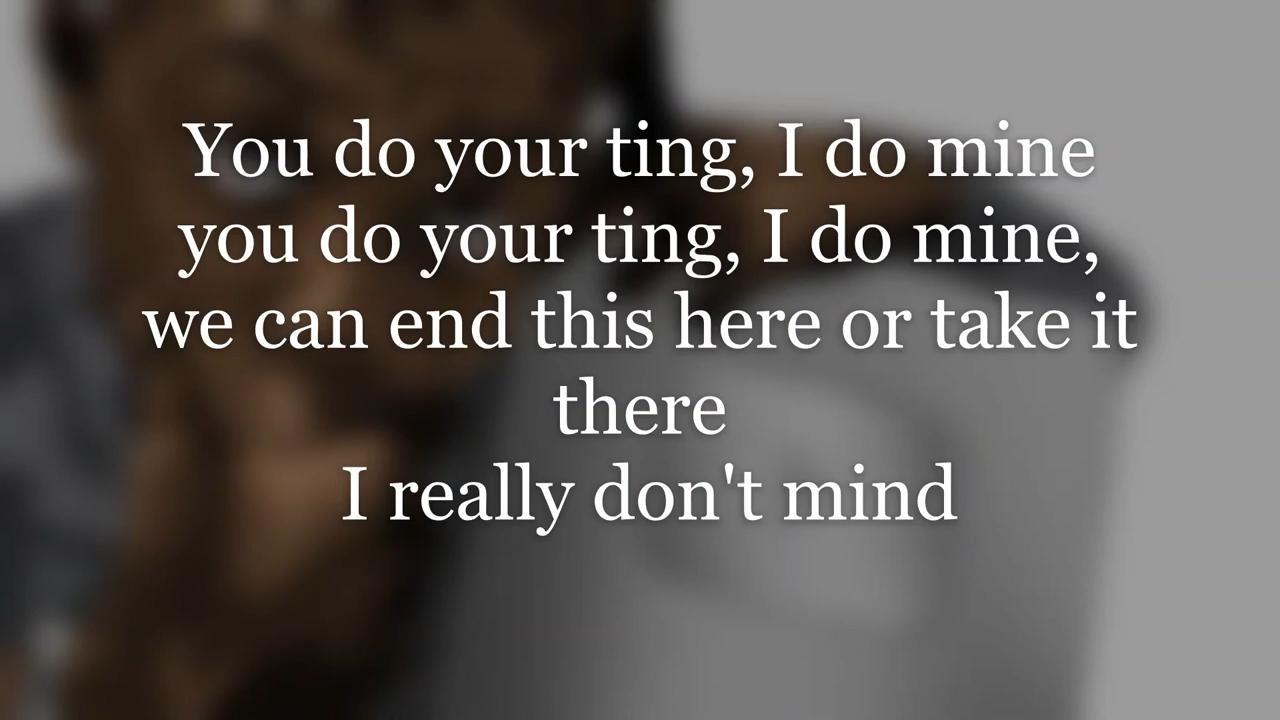 You do your ting, I do mine
you do your ting, I do mine,
we can end this here or take it
there
I really don't mind